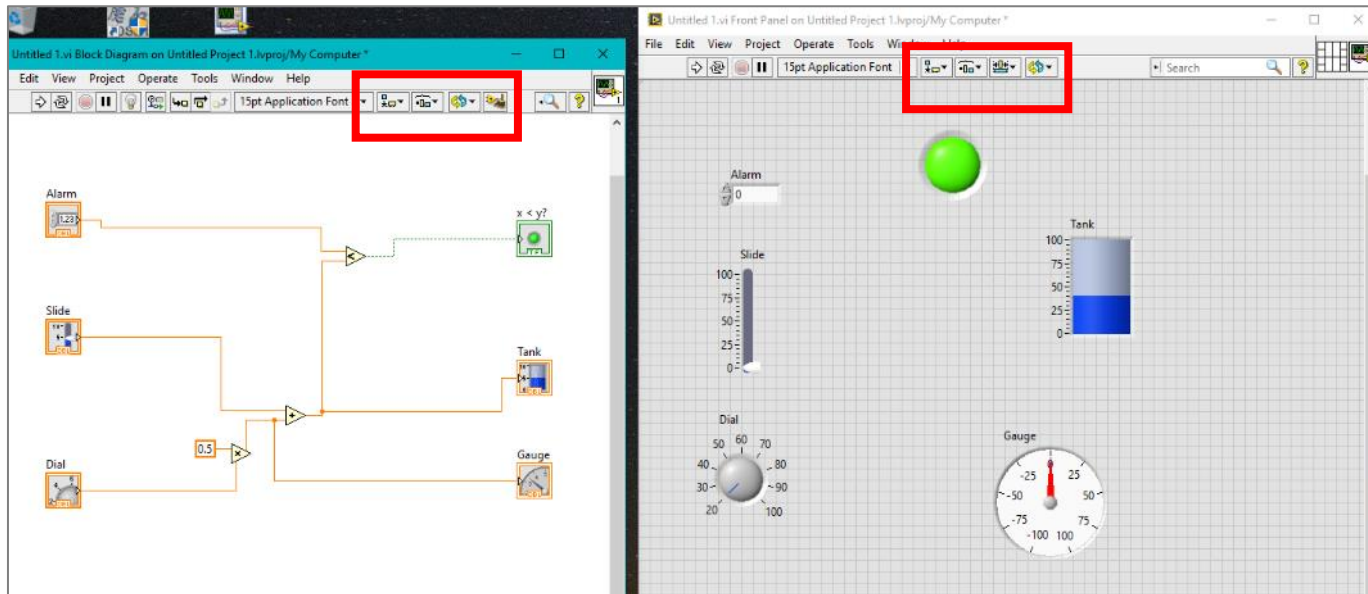 Untitled 1.vi Block Diagram on Untitled Project 1.lvproj/My Computer *
Edit View Project Operate Tools Window Help
15pt Application Font
Alarm
1.23
x < y?
Slide
Tank
0.5
Dial
Gauge
Untitled 1.vi Front Panel on Untitled Project 1.lvproj/My Computer *
File Edit View Project Operate Tools
15pt Application Font
Search
Alarm
0
Slide
100
75
50
25
0
Tank
100
75
50
25
0
Dial
50 60 70
40 80
30 90
20 100
Gauge
-25 0 25
-50 50
-75 75
-100 100